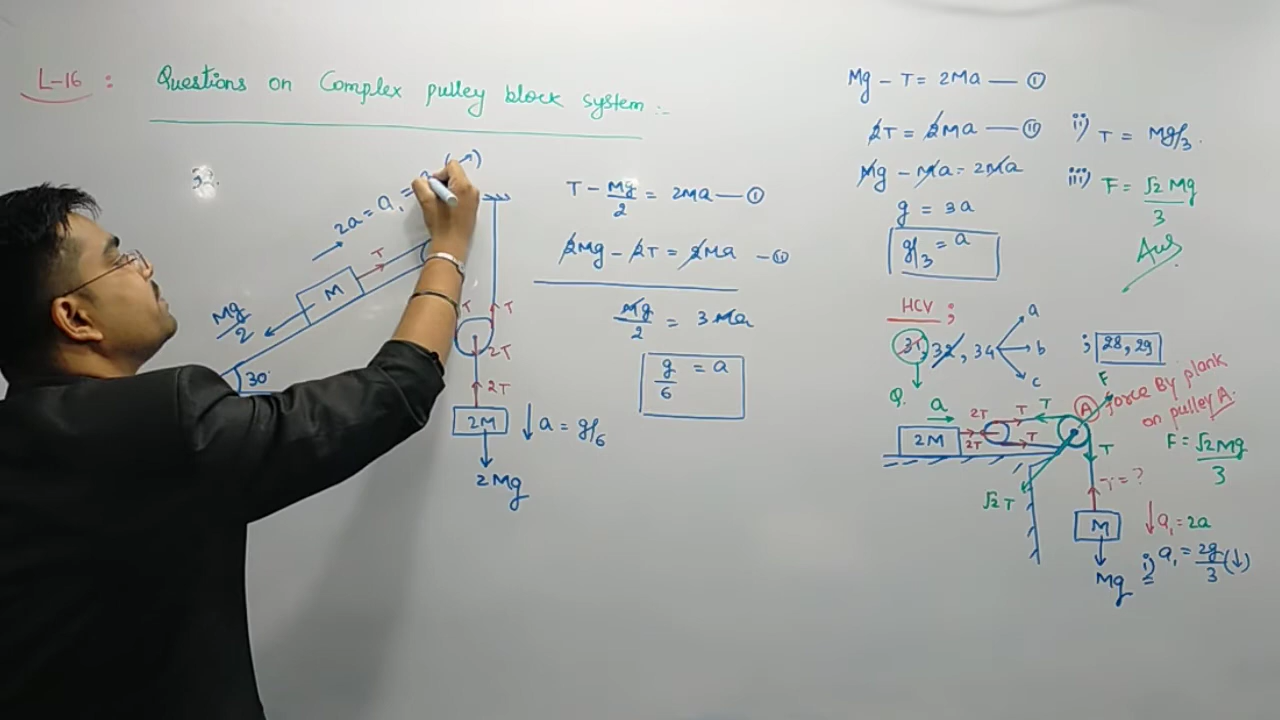 L-16 : Questions on Complex pulley block system :-
32.
2a = a₁ = (↗)
T
M
Mg/2
30°
T T
2T
2T
2M
↓ a = g/6
2Mg
T - Mg/2 = 2Ma — ①
2Mg - 2T = 2Ma — ②
Mg/2 = 3Ma
g/6 = a
Mg - T = 2Ma — ①
2T = 2Ma — ②
Mg - Ma = 2Ma
g = 3a
g/3 = a
ii) T = Mg/3.
iii) F = √2 Mg/3
Ans.
HCV ;
31, 32, 34 a b c ; 28, 29
Q.
a
2M
2T T T
2T T
A
F
force By plank on pulley A.
F = √2Mg/3
T
√2 T
T = ?
M
↓ a₁ = 2a
i) a₁ = 2g/3 (↓)
Mg